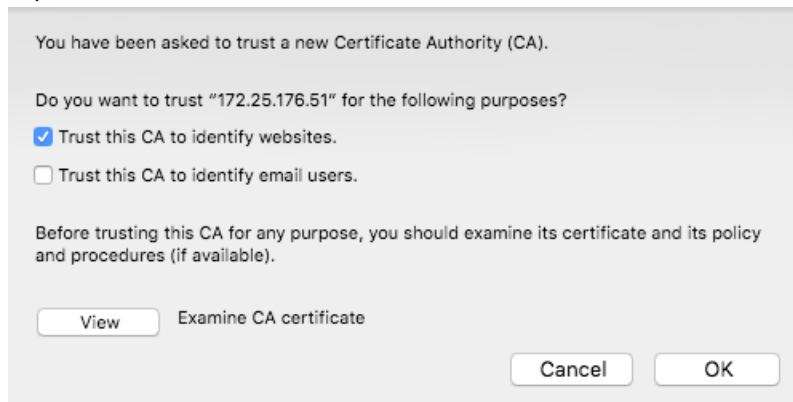 You have been asked to trust a new Certificate Authority (CA).
Do you want to trust "172.25.176.51" for the following purposes?
Trust this CA to identify websites.
Trust this CA to identify email users.
Before trusting this CA for any purpose, you should examine its certificate and its policy
and procedures (if available).
View Examine CA certificate
Cancel OK